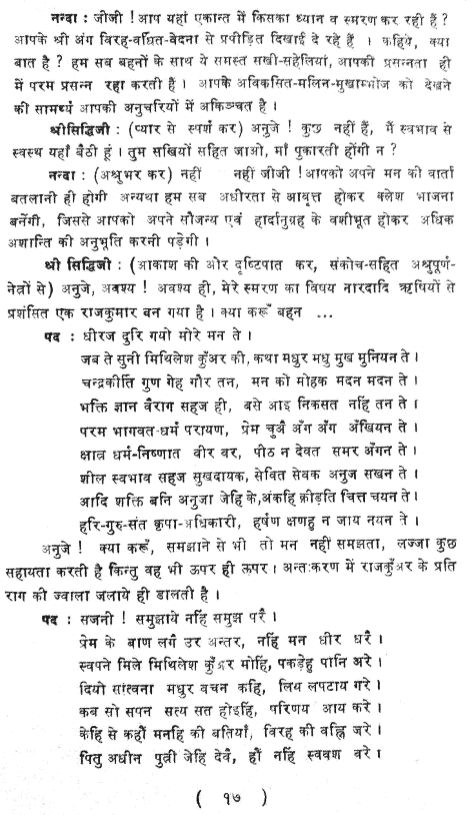 नन्दा : जीजी ! आप यहां एकान्त में किसका ध्यान व स्मरण कर रही हैं ?
आपके श्री अंग विरह-वर्धित-वेदना से प्रपीड़ित दिखाई दे रहे हैं । कहिये, क्या
बात है ? हम सब बहनों के साथ ये समस्त सखी-सहेलियां, आपकी प्रसन्नता ही
में परम प्रसन्न रहा करती हैं । आपके अविकसित-मलिन-मुखाम्भोज को देखने
की सामर्थ्य आपकी अनुचरियों में अकिञ्चत है ।
श्रीसिद्धिजी : (प्यार से स्पर्श कर) अनुजे ! कुछ नहीं हैं, मैं स्वभाव से
स्वस्थ यहाँ बैठी हूं । तुम सखियों सहित जाओ, माँ पुकारती होंगी न ?
नन्दा : (अश्रुभर कर) नहीं नहीं जीजी ! आपको अपने मन की वार्ता
बतलानी ही होगी अन्यथा हम सब अधीरता से आवृत्त होकर क्लेश भाजना
बनेंगी, जिससे आपको अपने सौजन्य एवं हार्दानुग्रह के वशीभूत होकर अधिक
अशान्ति की अनुभूति करनी पड़ेगी ।
श्री सिद्धिजी : (आकाश की ओर दृष्टिपात कर, संकोच-सहित अश्रुपूर्ण-
नेत्रों से) अनुजे, अवश्य ! अवश्य ही, मेरे स्मरण का विषय नारदादि ऋषियों से
प्रशंसित एक राजकुमार बन गया है । क्या करूँ बहन ...
पद : धीरज दुरि गयो मोरे मन ते ।
जब ते सुनी मिथिलेश कुँअर की, कथा मधुर मधु मुख मुनियन ते ।
चन्द्रकीर्ति गुण गेह गौर तन, मन को मोहक मदन मदन ते ।
भक्ति ज्ञान वैराग सहज ही, बसे आइ निकसत नहिं तन ते ।
परम भागवत-धर्म परायण, प्रेम चुअँ अँग अँग अँखियन ते ।
क्षात्र धर्म-निष्णात वीर वर, पीठ न देवत समर अँगन ते ।
शील स्वभाव सहज सुखदायक, सेवित सेवक अनुज सखन ते ।
आदि शक्ति बनि अनुजा जेहि के, अंकहि क्रीड़ति चित्त चयन ते ।
हरि-गुरु-संत कृपा-अधिकारी, हर्षण क्षणहु न जाय नयन ते ।
अनुजे ! क्या करूँ, समझाने से भी तो मन नहीं समझता, लज्जा कुछ
सहायता करती है किन्तु वह भी ऊपर ही ऊपर । अन्तःकरण में राजकुँअर के प्रति
राग की ज्वाला जलाये ही डालती है ।
पद : सजनी ! समुझाये नहिं समुझ परै ।
प्रेम के बाण लगे उर अन्तर, नहिं मन धीर धरै ।
स्वपने मिले मिथिलेश कुँअर मोहिं, पकड़ेहु पानि अरे ।
दियो सांत्वना मधुर बचन कहि, लिय लपटाय गरे ।
कब सो सपन सत्य सत होइहिं, परिणय आय करे ।
केहि से कहौं मनहि की बतियाँ, विरह की वह्नि जरे ।
पितु अधीन पुत्री जेहि देवैं, हौं नहिं स्ववश वरे ।
( १७ )